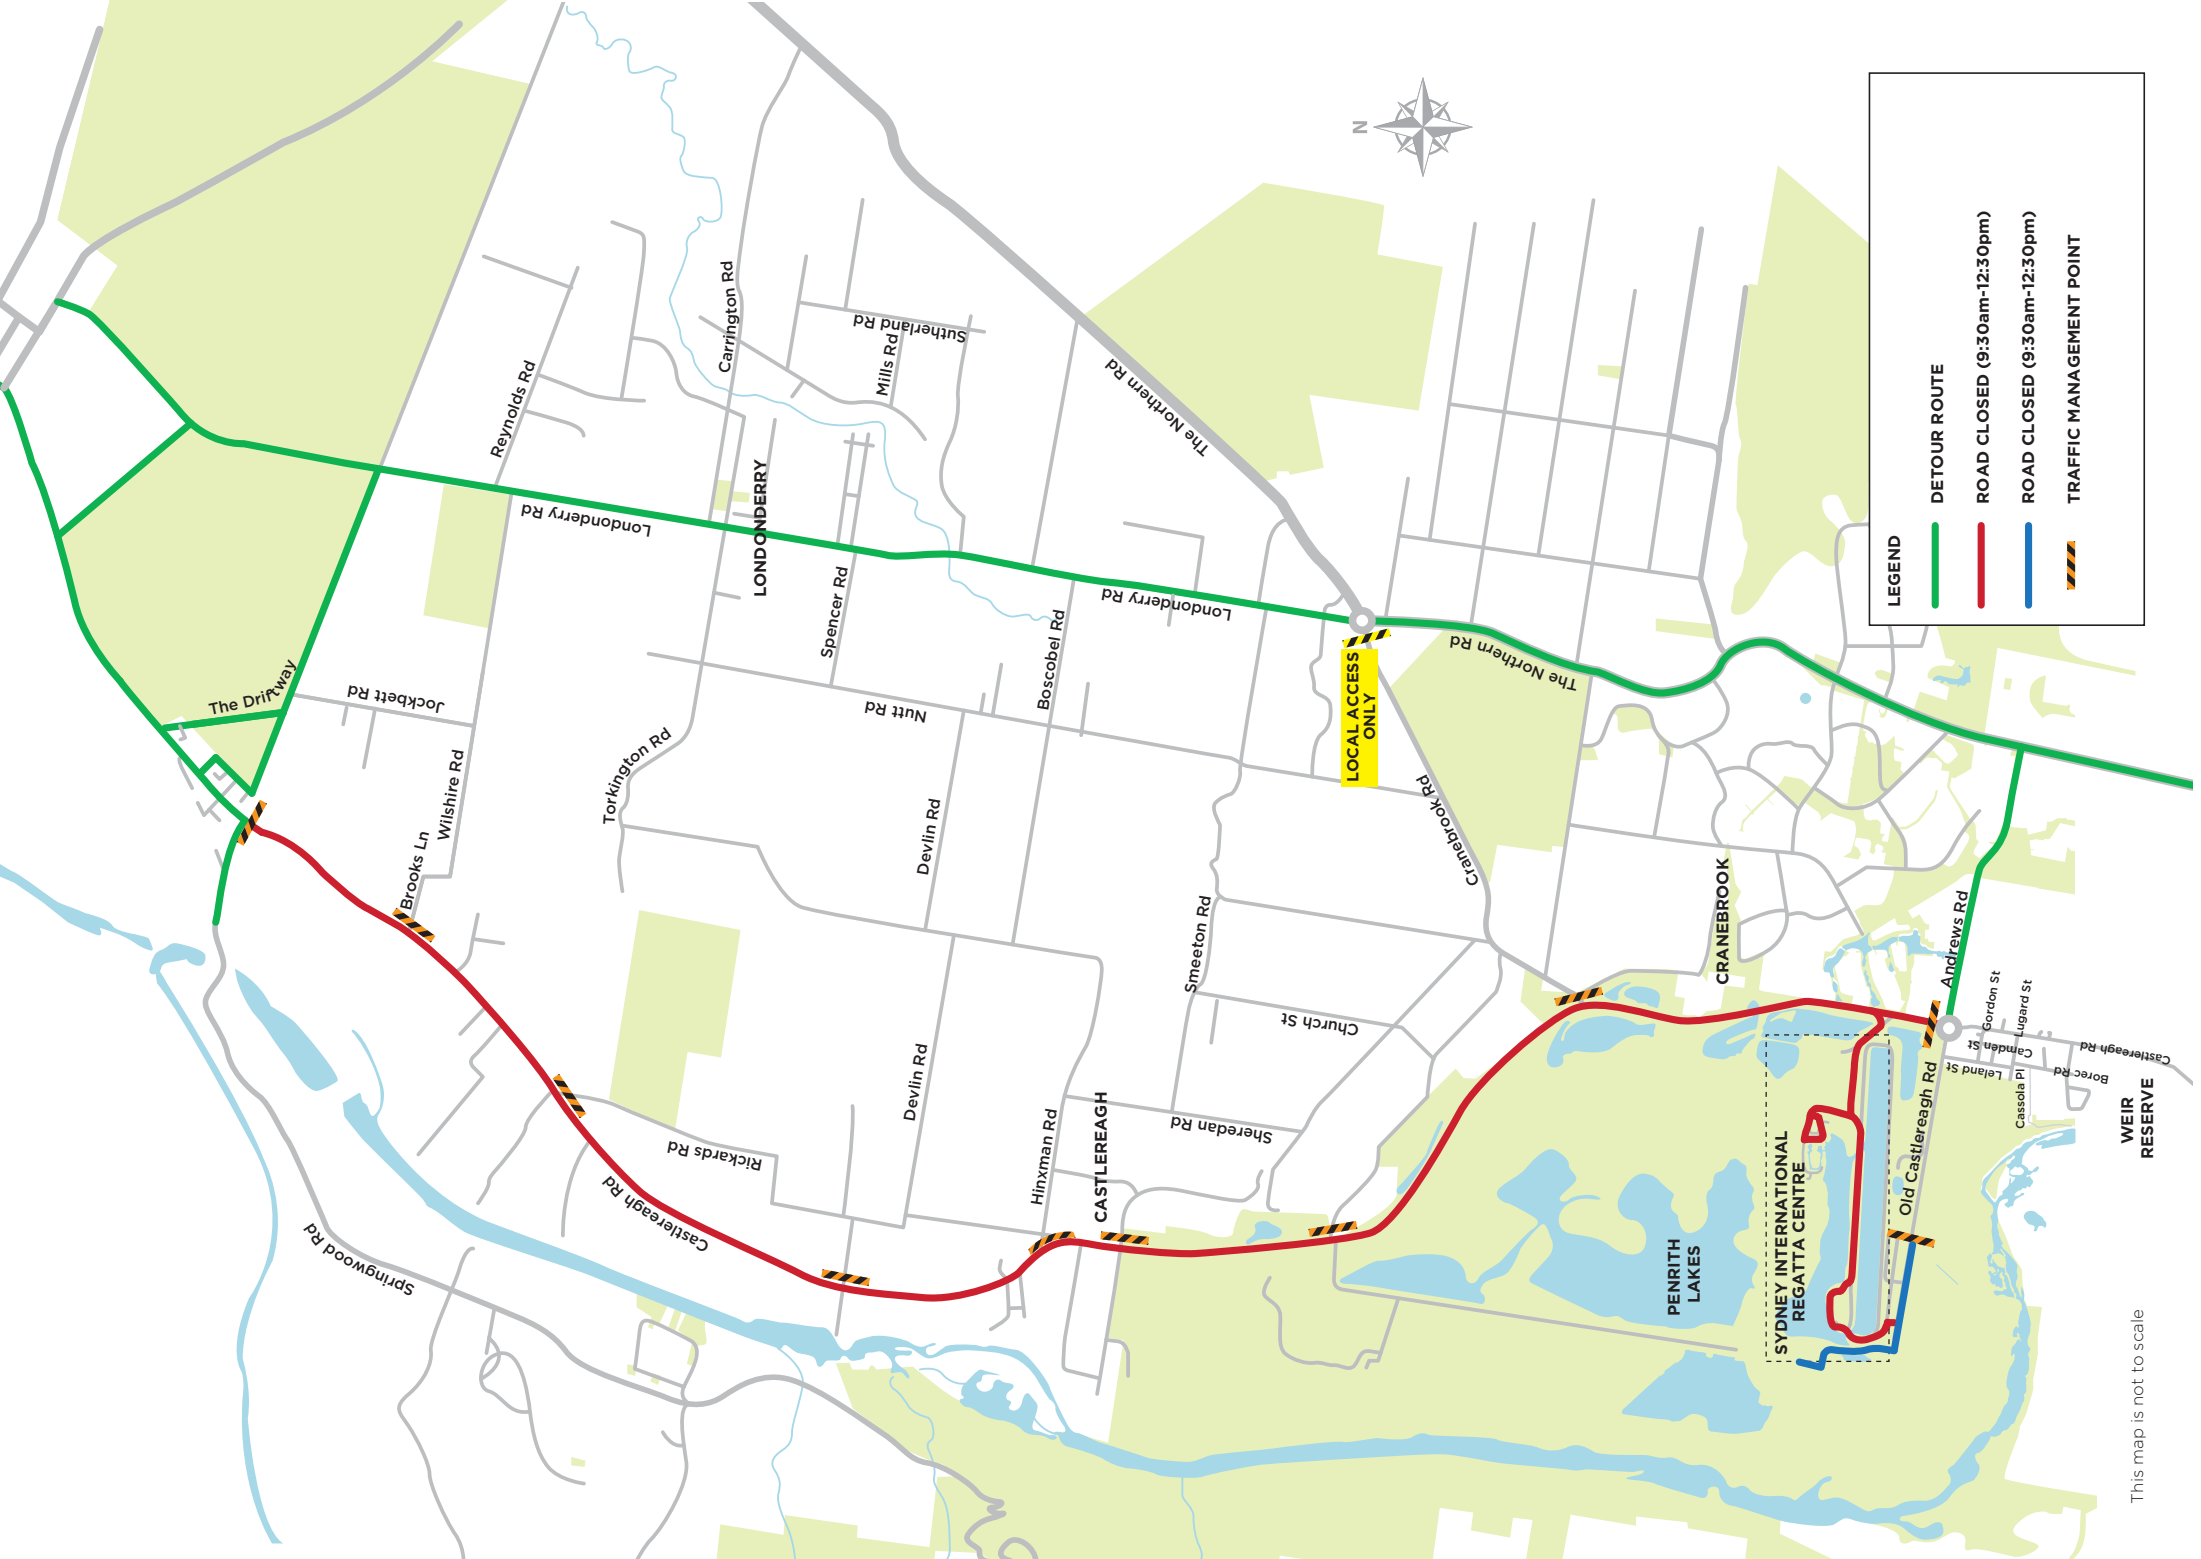 N
LEGEND
DETOUR ROUTE
ROAD CLOSED (9:30am-12:30pm)
ROAD CLOSED (9:30am-12:30pm)
TRAFFIC MANAGEMENT POINT
The Driftway
Jockbett Rd
Reynolds Rd
Londonderry Rd
Wilshire Rd
Brooks Ln
Torkington Rd
Carrington Rd
LONDONDERRY
Sutherland Rd
Mills Rd
Spencer Rd
Nutt Rd
Boscobel Rd
Londonderry Rd
The Northern Rd
LOCAL ACCESS
ONLY
The Northern Rd
Cranebrook Rd
Devlin Rd
Smeeton Rd
Church St
Devlin Rd
Rickards Rd
Castlereagh Rd
Springwood Rd
Hinxman Rd
CASTLEREAGH
Sheredan Rd
CRANEBROOK
Andrews Rd
Gordon St
Lugard St
Camden St
Leland St
Castlereagh Rd
Borec Rd
Cassola Pl
Old Castlereagh Rd
WEIR
RESERVE
PENRITH
LAKES
SYDNEY INTERNATIONAL
REGATTA CENTRE
This map is not to scale